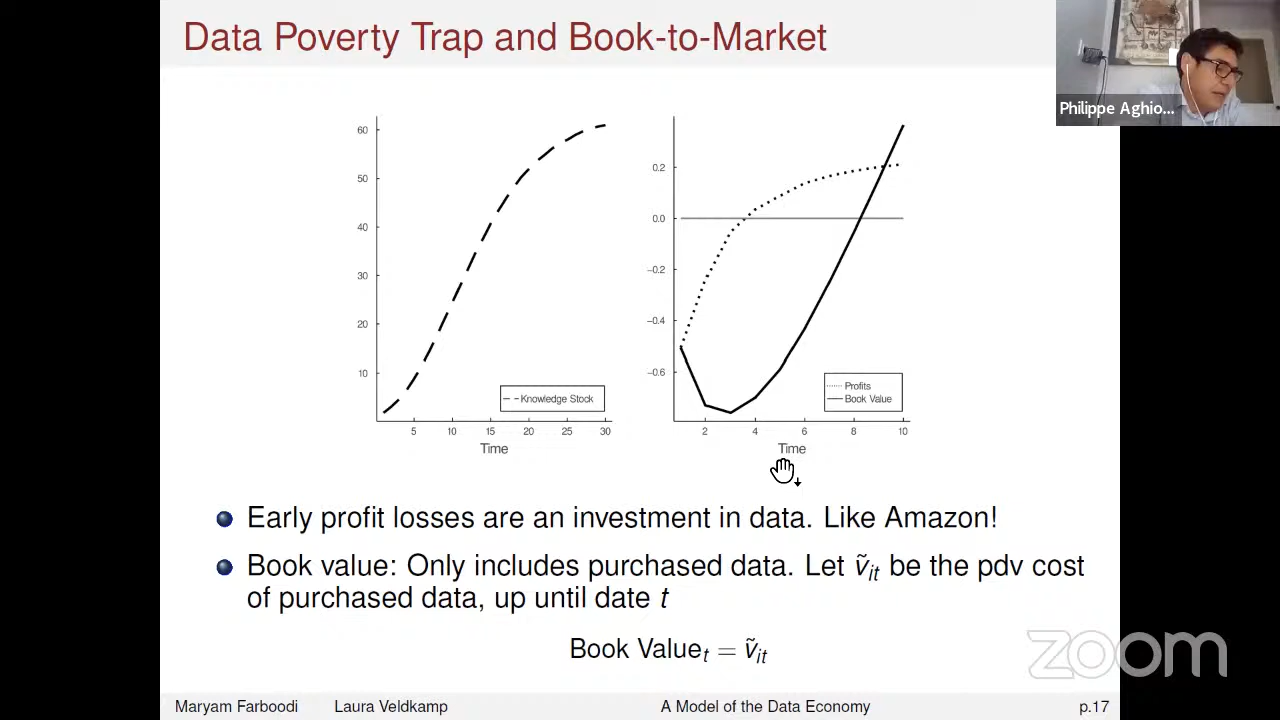 Data Poverty Trap and Book-to-Market
Philippe Aghio...
60
50
40
30
20
10
5 10 15 20 25 30
Time
Knowledge Stock
0.2
0.0
−0.2
−0.4
−0.6
2 4 6 8 10
Time
Profits
Book Value
Early profit losses are an investment in data. Like Amazon!
Book value: Only includes purchased data. Let ṽ_it be the pdv cost
of purchased data, up until date t
Book Value_t = ṽ_it
zoom
Maryam Farboodi Laura Veldkamp A Model of the Data Economy p.17